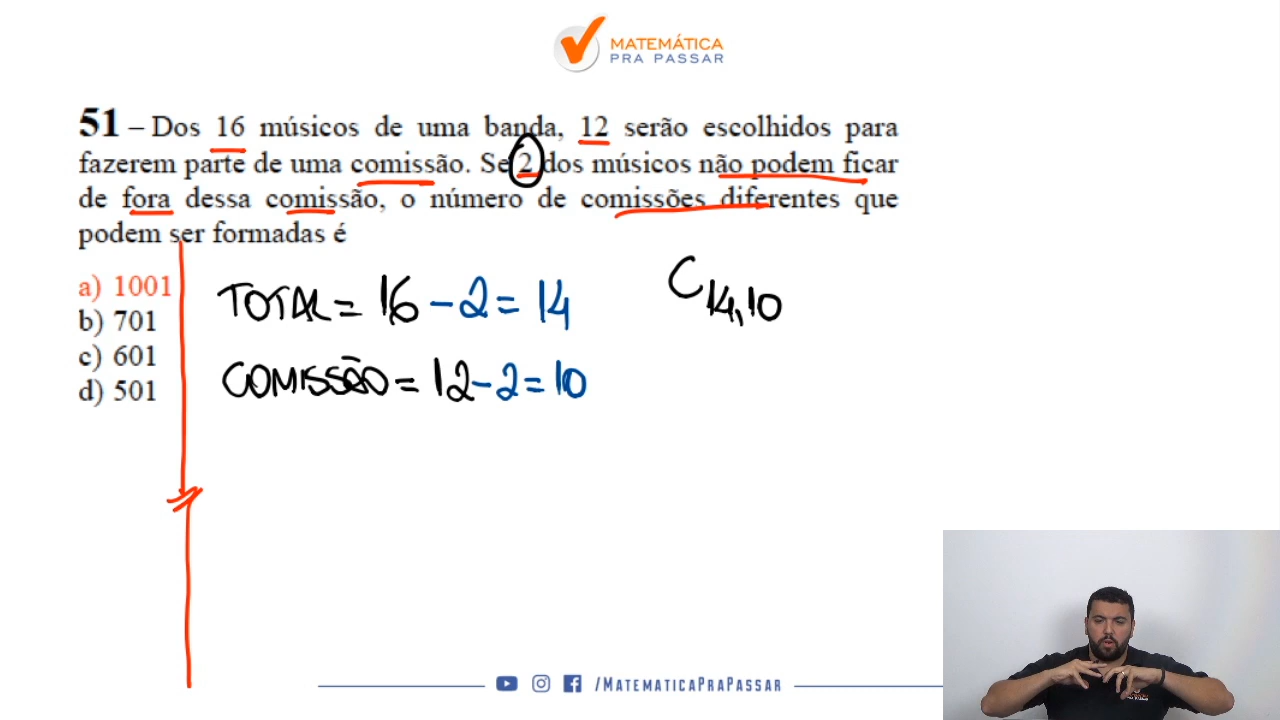 MATEMÁTICA
PRA PASSAR
51 – Dos 16 músicos de uma banda, 12 serão escolhidos para
fazerem parte de uma comissão. Se 2 dos músicos não podem ficar
de fora dessa comissão, o número de comissões diferentes que
podem ser formadas é
a) 1001
b) 701
c) 601
d) 501
TOTAL = 16 - 2 = 14
COMISSÃO = 12 - 2 = 10
C14,10
/MATEMATICAPRAPASSAR